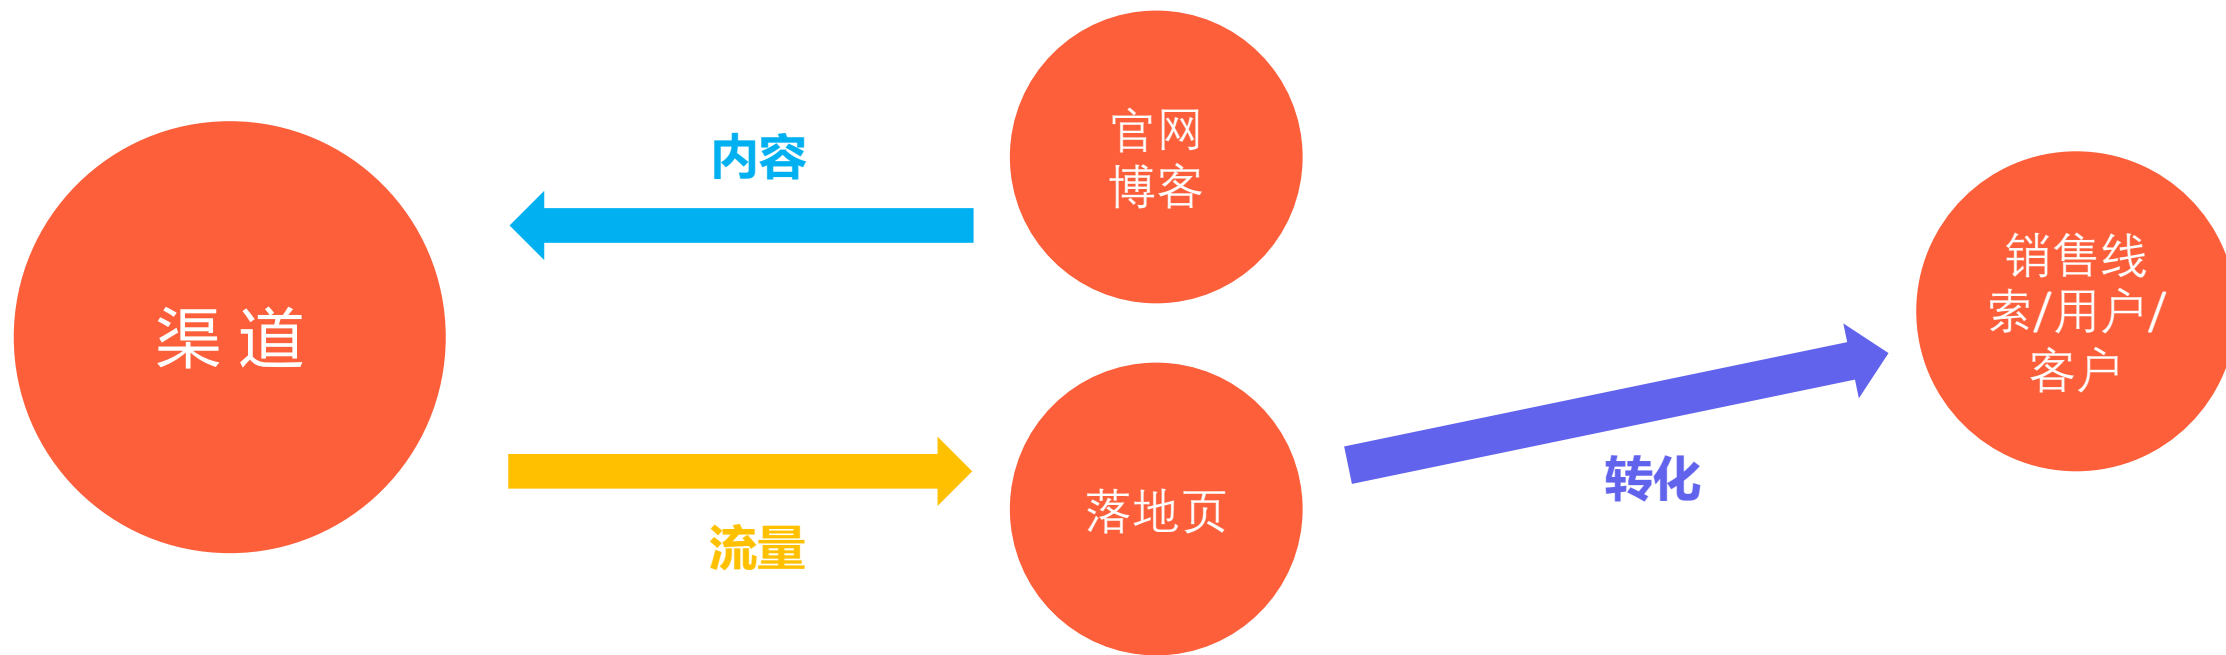 渠道
内容
流量
官网
博客
落地页
转化
销售线
索/用户/
客户